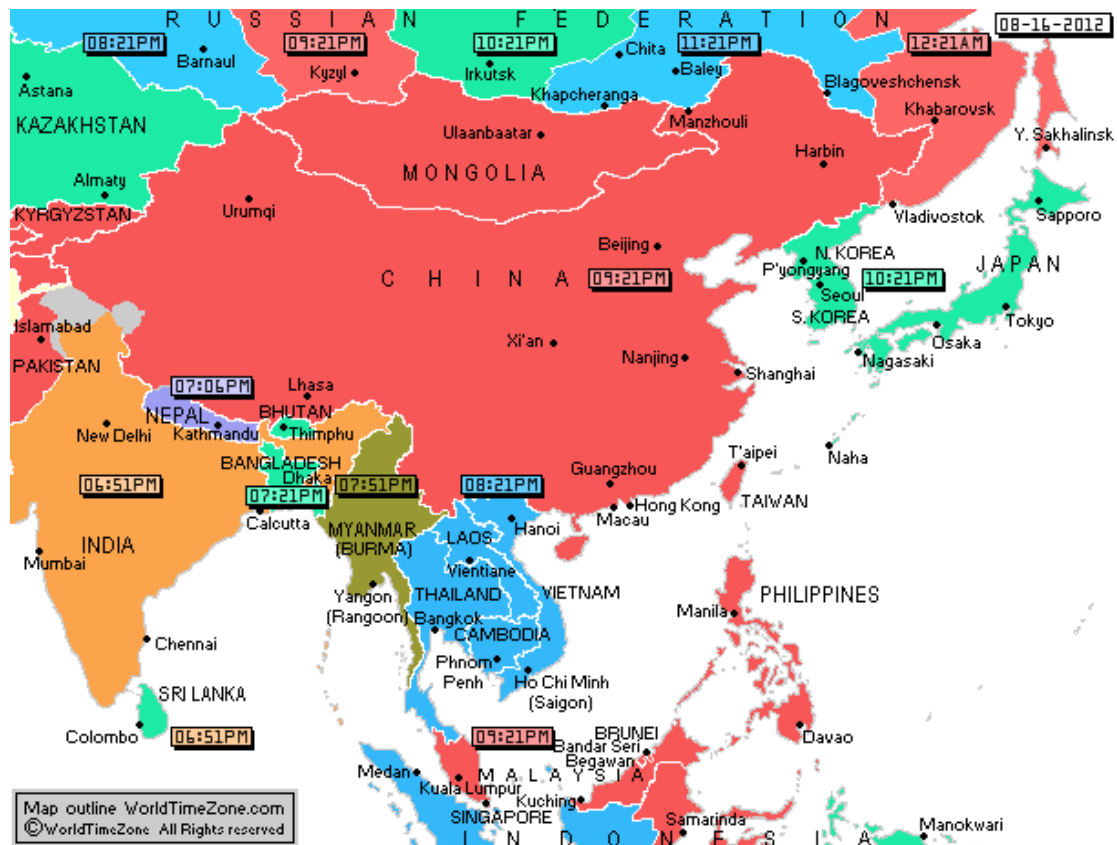 RUSSIAN FEDERATION
08-16-2012
08:21PM
09:21PM
10:21PM
11:21PM
12:21AM
Barnaul
Kyzyl
Irkutsk
Chita
Baley
Astana
Khapcheranga
Blagoveshchensk
Khabarovsk
KAZAKHSTAN
Ulaanbaatar
Manzhouli
Y. Sakhalinsk
Harbin
MONGOLIA
Almaty
KYRGYZSTAN
Urumqi
Vladivostok
Sapporo
Beijing
N. KOREA
P'yongyang
JAPAN
CHINA
09:21PM
10:21PM
Seoul
S. KOREA
Tokyo
Islamabad
Osaka
Xi'an
Nanjing
Nagasaki
PAKISTAN
Shanghai
07:06PM
Lhasa
NEPAL
BHUTAN
New Delhi
Kathmandu
Thimphu
T'aipei
Naha
BANGLADESH
Dhaka
Guangzhou
06:51PM
07:21PM
07:51PM
08:21PM
Hong Kong
TAIWAN
Macau
Calcutta
MYANMAR
(BURMA)
Hanoi
LAOS
INDIA
Mumbai
Vientiane
Yangon
(Rangoon)
THAILAND
VIETNAM
PHILIPPINES
Manila
Bangkok
CAMBODIA
Chennai
Phnom
Penh
Ho Chi Minh
(Saigon)
SRI LANKA
Colombo
06:51PM
09:21PM
BRUNEI
Bandar Seri
Begawan
Davao
Medan
MALAYSIA
Kuala Lumpur
Kuching
SINGAPORE
Samarinda
Manokwari
INDONESIA
Map outline WorldTimeZone.com
©WorldTimeZone All Rights reserved